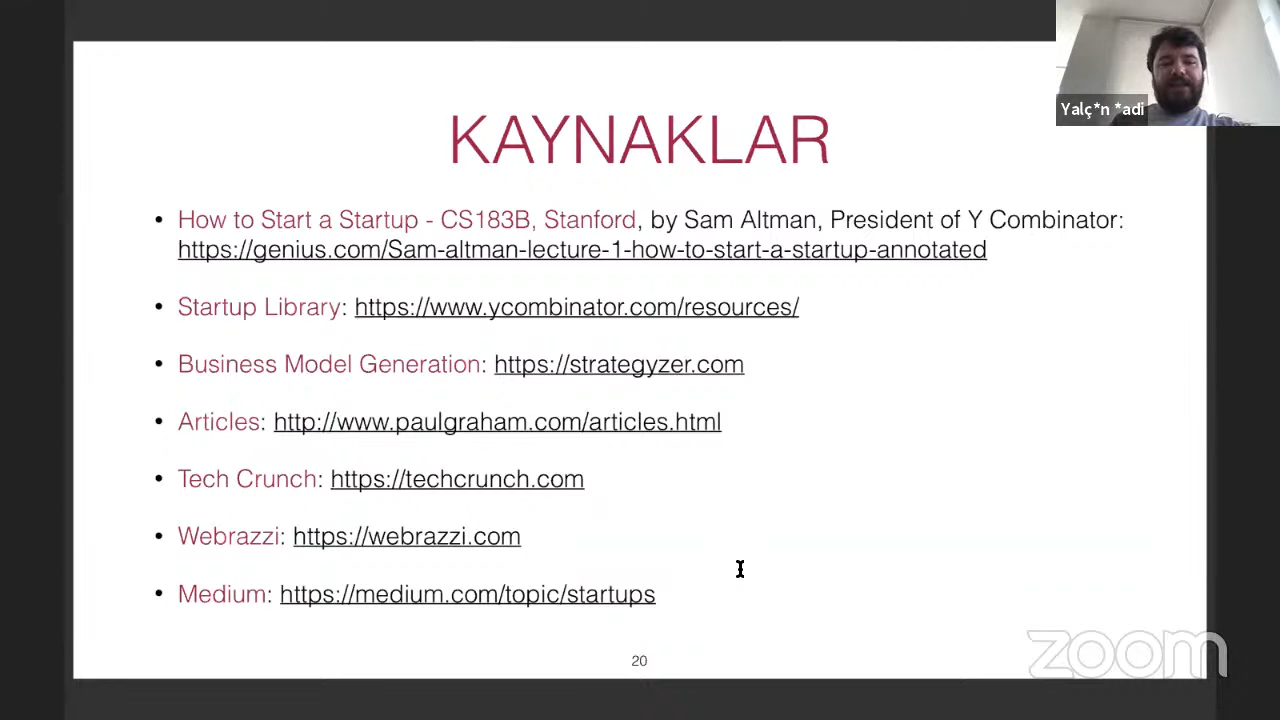 Yalç*n *adi
KAYNAKLAR
• How to Start a Startup - CS183B, Stanford, by Sam Altman, President of Y Combinator:
https://genius.com/Sam-altman-lecture-1-how-to-start-a-startup-annotated
• Startup Library: https://www.ycombinator.com/resources/
• Business Model Generation: https://strategyzer.com
• Articles: http://www.paulgraham.com/articles.html
• Tech Crunch: https://techcrunch.com
• Webrazzi: https://webrazzi.com
• Medium: https://medium.com/topic/startups
20
zoom